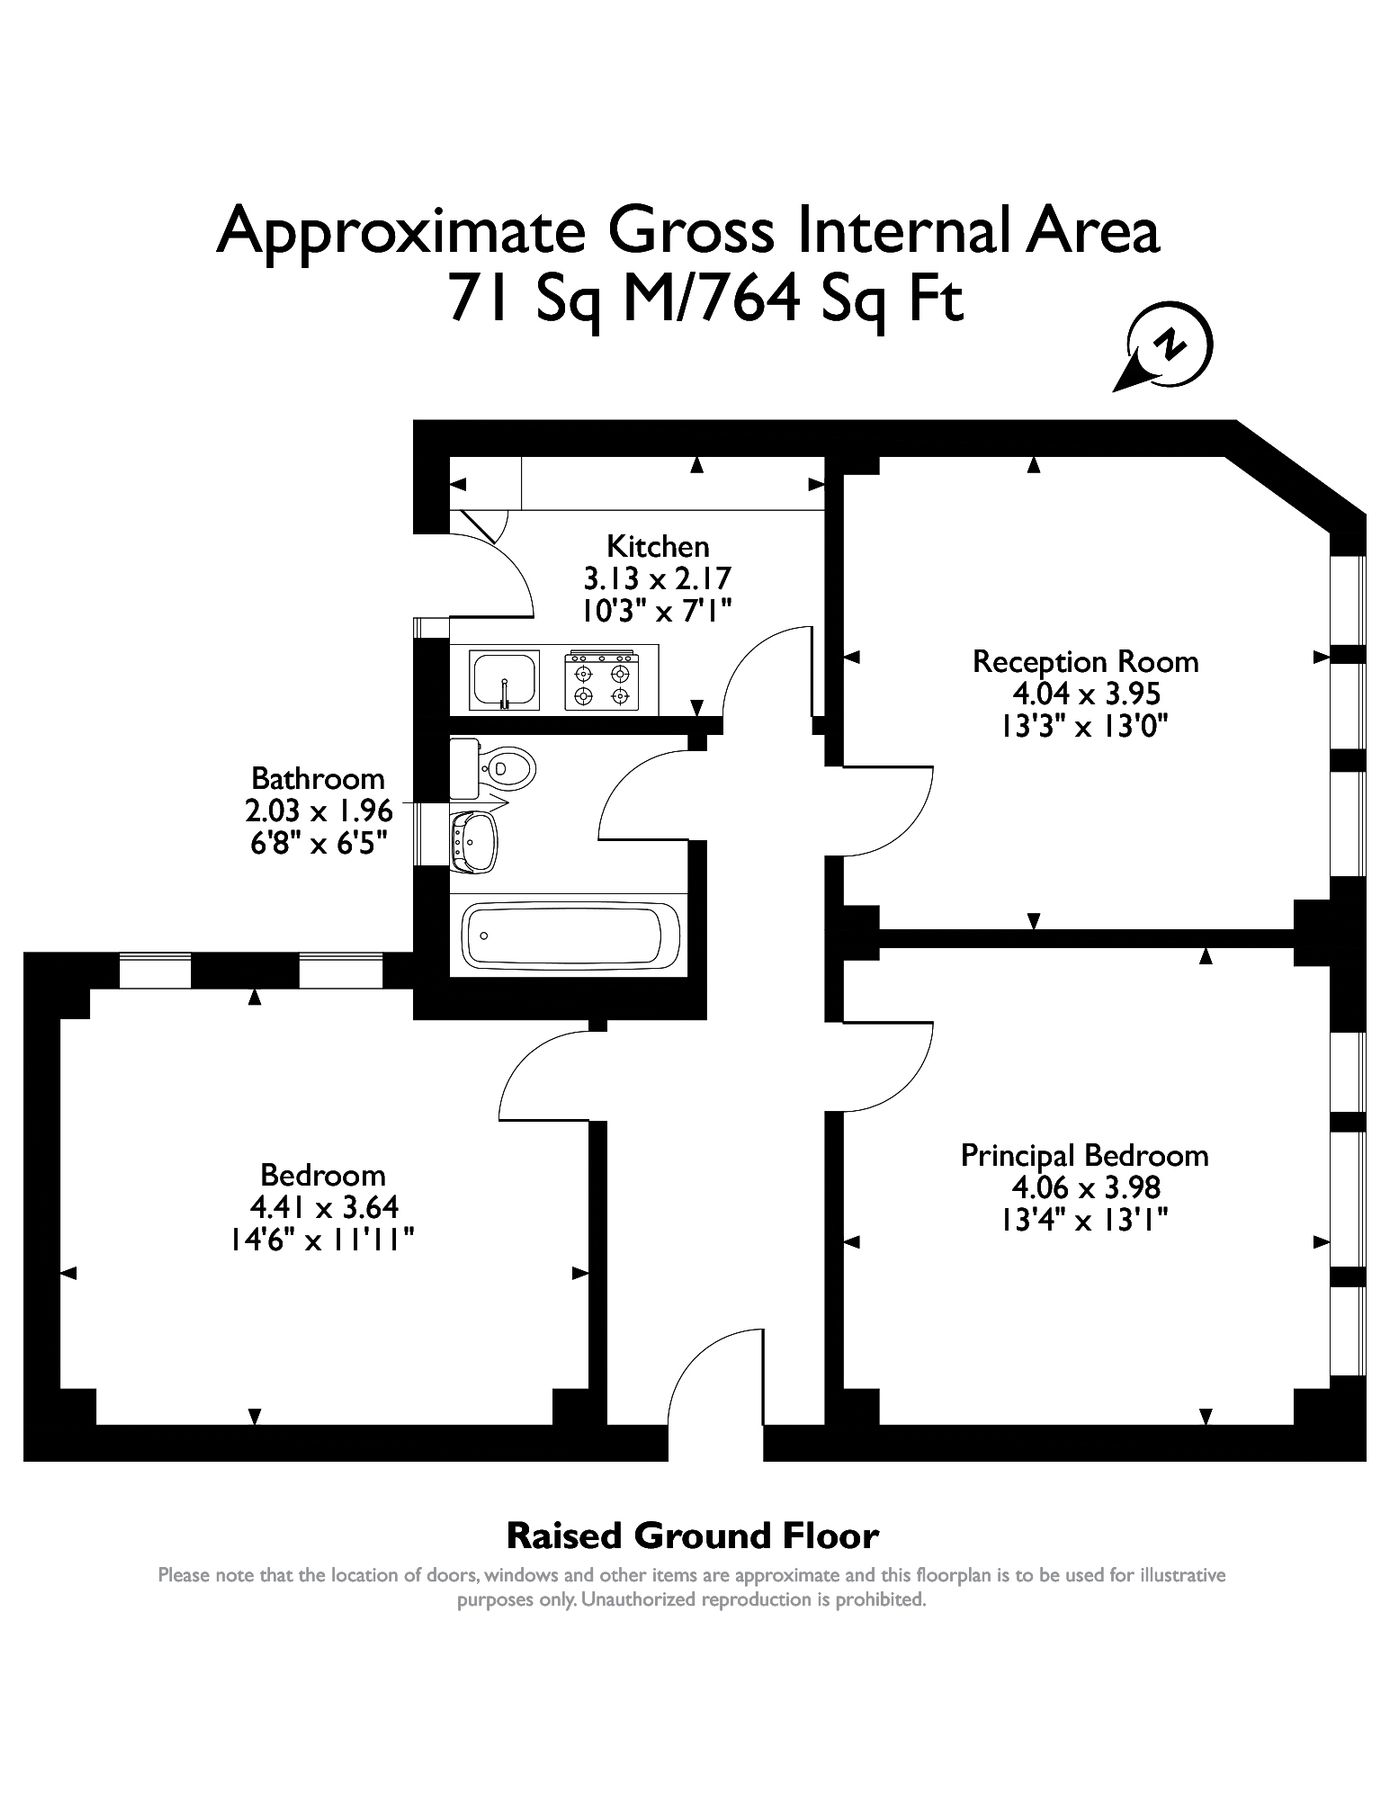 Approximate Gross Internal Area
71 Sq M/764 Sq Ft
N
Kitchen
3.13 x 2.17
10'3" x 7'1"
Reception Room
4.04 x 3.95
13'3" x 13'0"
Bathroom
2.03 x 1.96
6'8" x 6'5"
Bedroom
4.41 x 3.64
14'6" x 11'11"
Principal Bedroom
4.06 x 3.98
13'4" x 13'1"
Raised Ground Floor
Please note that the location of doors, windows and other items are approximate and this floorplan is to be used for illustrative
purposes only. Unauthorized reproduction is prohibited.